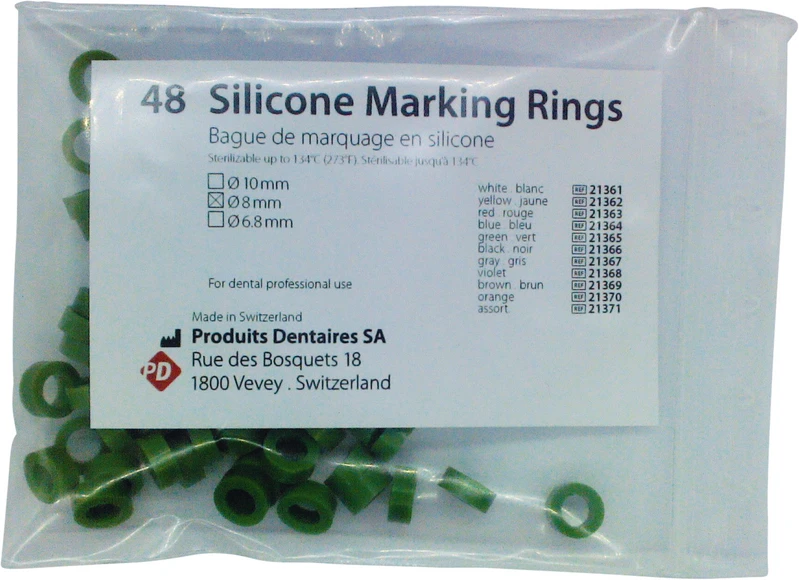 48 Silicone Marking Rings
Bague de marquage en silicone
Sterilizable up to 134°C (273°F). Stérilisable jusqu'à 134°C
Ø 10 mm
Ø 8 mm
Ø 6.8 mm
white . blanc REF 21361
yellow . jaune REF 21362
red . rouge REF 21363
blue . bleu REF 21364
green . vert REF 21365
black . noir REF 21366
gray . gris REF 21367
violet REF 21368
brown . brun REF 21369
orange REF 21370
assort REF 21371
For dental professional use
Made in Switzerland
Produits Dentaires SA
PD
Rue des Bosquets 18
1800 Vevey . Switzerland